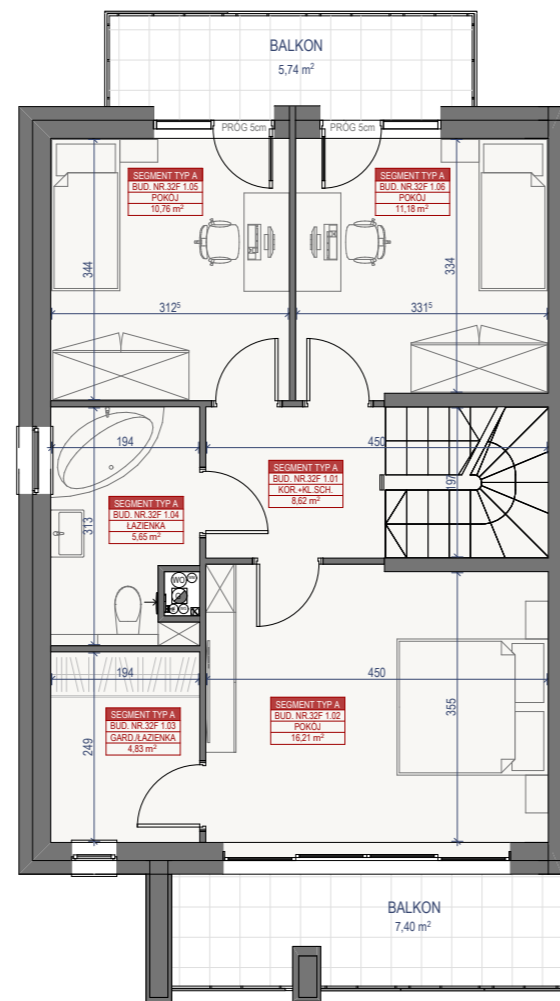 BALKON
5,74 m²
PRÓG 5cm
PRÓG 5cm
SEGMENT TYP A
BUD. NR.32F 1.05
POKÓJ
10,76 m²
SEGMENT TYP A
BUD. NR.32F 1.06
POKÓJ
11,18 m²
344
334
312⁵
331⁵
194
450
SEGMENT TYP A
BUD. NR.32F 1.01
KOR.+KL.SCH.
8,62 m²
197
SEGMENT TYP A
BUD. NR.32F 1.04
ŁAZIENKA
5,65 m²
313
WO
194
450
SEGMENT TYP A
BUD. NR.32F 1.03
GARD./ŁAZIENKA
4,83 m²
SEGMENT TYP A
BUD. NR.32F 1.02
POKÓJ
16,21 m²
355
249
BALKON
7,40 m²